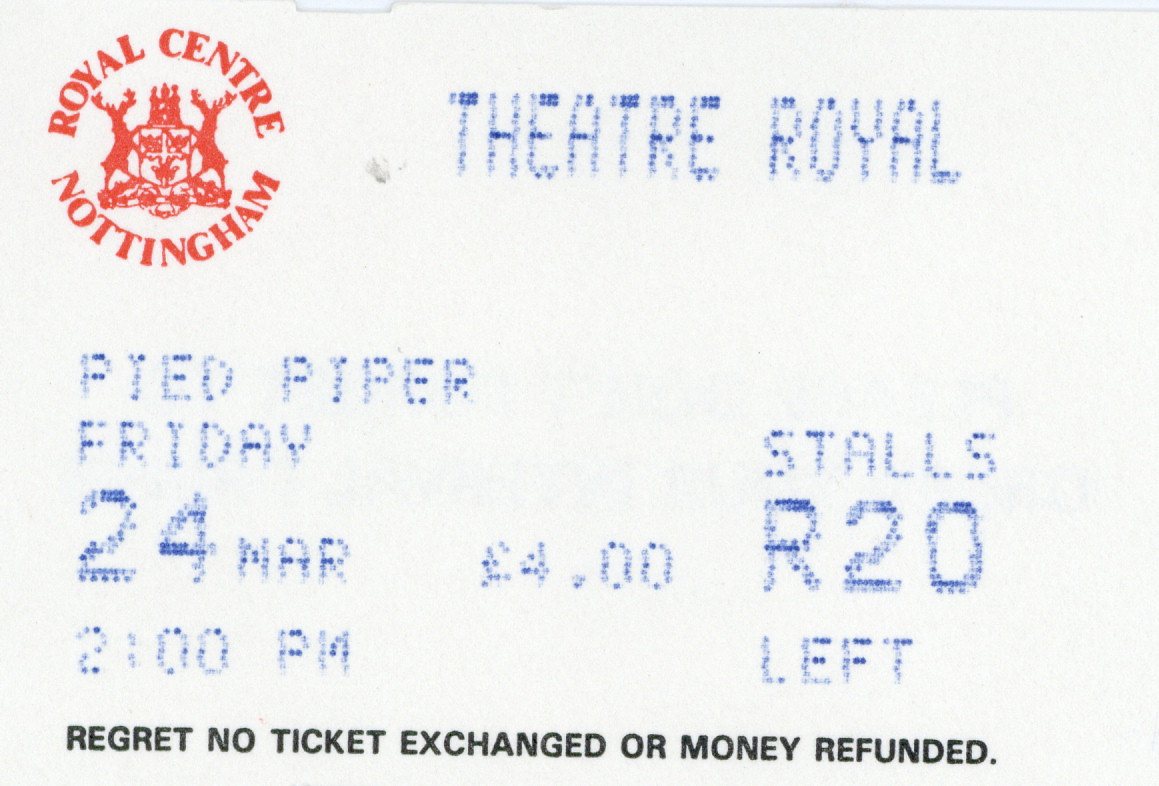 ROYAL CENTRE
NOTTINGHAM
THEATRE ROYAL
PIED PIPER
FRIDAY
STALLS
24 MAR £4.00 R20
2:00 PM
LEFT
REGRET NO TICKET EXCHANGED OR MONEY REFUNDED.